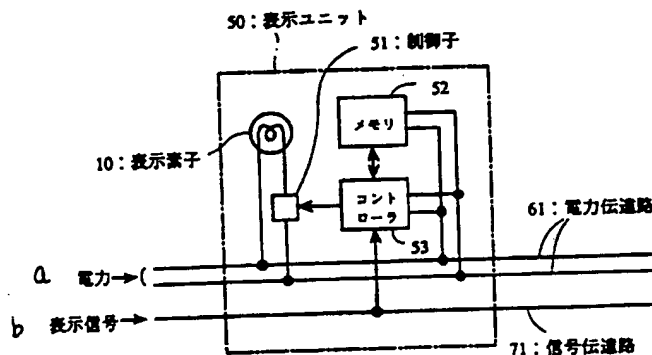 50：表示ユニット
51：制御子
52
メモリ
10：表示素子
コント
ローラ
53
61：電力伝達路
a 電力→
b 表示信号→
71：信号伝達路